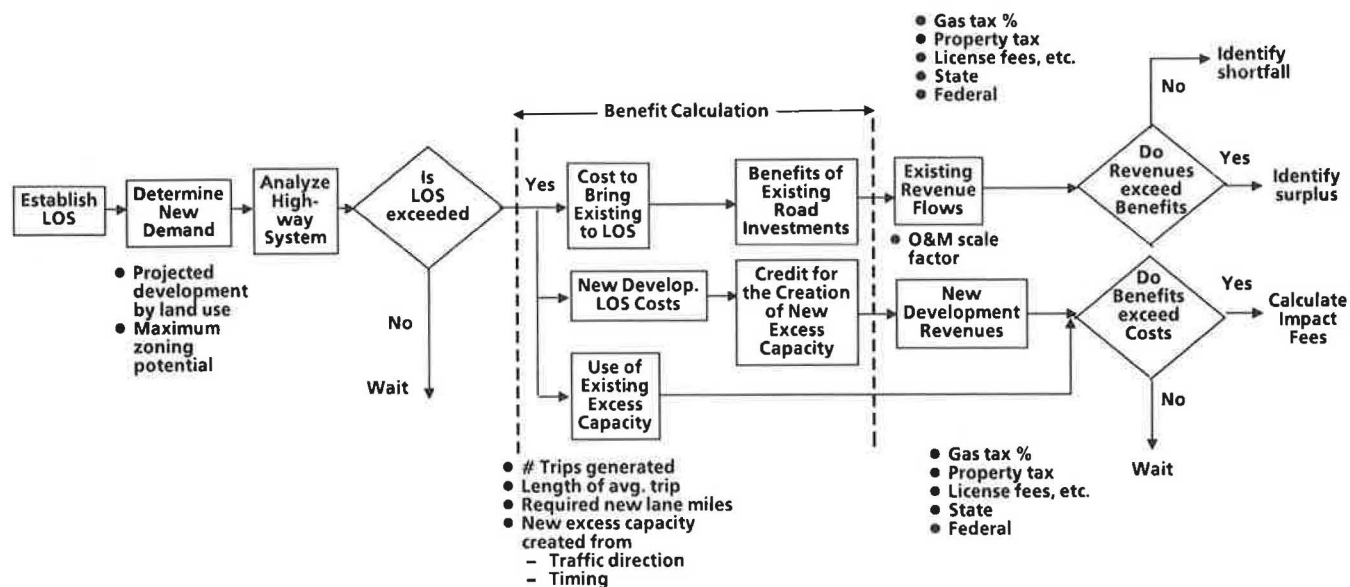 ● Gas tax %
● Property tax
● License fees, etc.
● State
● Federal
Identify
shortfall
No
Benefit Calculation
Establish
LOS
Determine
New
Demand
Analyze
High-
way
System
Is
LOS
exceeded
Yes
Cost to
Bring
Existing
to LOS
Benefits of
Existing
Road
Investments
Existing
Revenue
Flows
Do
Revenues
exceed
Benefits
Yes
Identify
surplus
● Projected
development
by land use
● Maximum
zoning
potential
No
Wait
● O&M scale
factor
New Develop.
LOS Costs
Credit for
the Creation
of New
Excess
Capacity
New
Development
Revenues
Do
Benefits
exceed
Costs
Yes
Calculate
Impact
Fees
Use of
Existing
Excess
Capacity
No
Wait
● # Trips generated
● Length of avg. trip
● Required new lane miles
● New excess capacity
created from
– Traffic direction
– Timing
● Gas tax %
● Property tax
● License fees, etc.
● State
● Federal